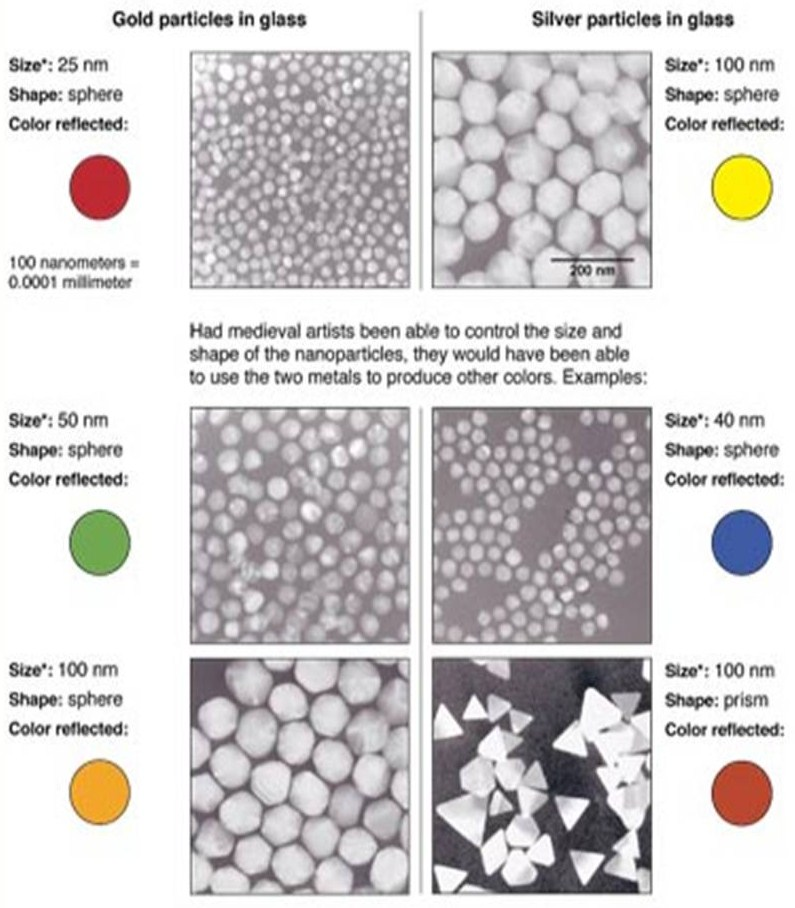 Gold particles in glass
Silver particles in glass
Size*: 25 nm
Shape: sphere
Color reflected:
100 nanometers =
0.0001 millimeter
Size*: 100 nm
Shape: sphere
Color reflected:
200 nm
Had medieval artists been able to control the size and
shape of the nanoparticles, they would have been able
to use the two metals to produce other colors. Examples:
Size*: 50 nm
Shape: sphere
Color reflected:
Size*: 40 nm
Shape: sphere
Color reflected:
Size*: 100 nm
Shape: sphere
Color reflected:
Size*: 100 nm
Shape: prism
Color reflected: